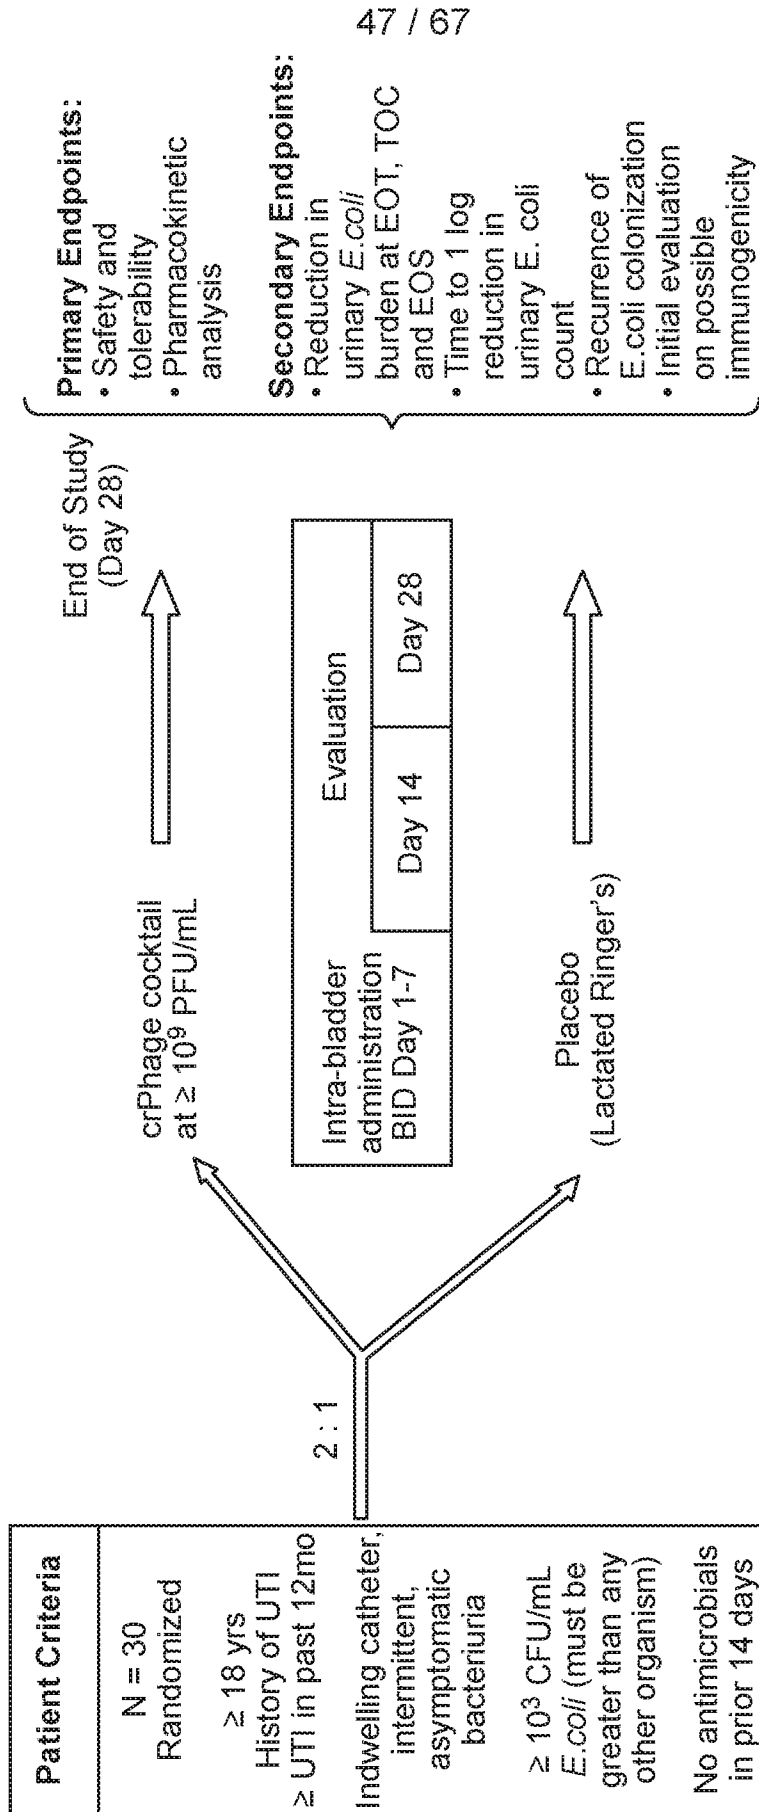 47 / 67
Patient Criteria
N = 30
Randomized
≥ 18 yrs
History of UTI
≥ UTI in past 12mo
Indwelling catheter,
intermittent,
asymptomatic
bacteriuria
≥ 10³ CFU/mL
E.coli (must be
greater than any
other organism)
No antimicrobials
in prior 14 days
2 : 1
crPhage cocktail
at ≥ 10⁹ PFU/mL
End of Study
(Day 28)
Intra-bladder
administration
BID Day 1-7
Evaluation
Day 14
Day 28
Placebo
(Lactated Ringer's)
Primary Endpoints:
• Safety and
tolerability
• Pharmacokinetic
analysis
Secondary Endpoints:
• Reduction in
urinary E.coli
burden at EOT, TOC
and EOS
• Time to 1 log
reduction in
urinary E. coli
count
• Recurrence of
E.coli colonization
• Initial evaluation
on possible
immunogenicity